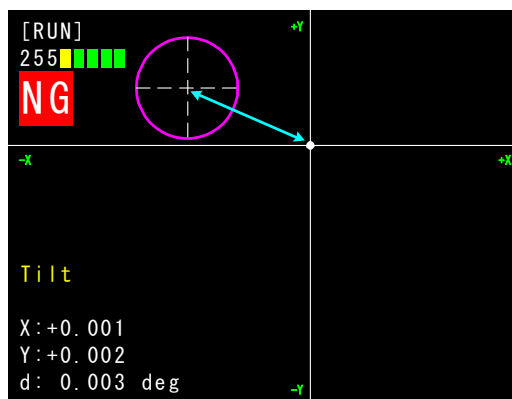 [RUN]
+Y
255
NG
-X
+X
Tilt
X:+0.001
Y:+0.002
d: 0.003 deg
-Y